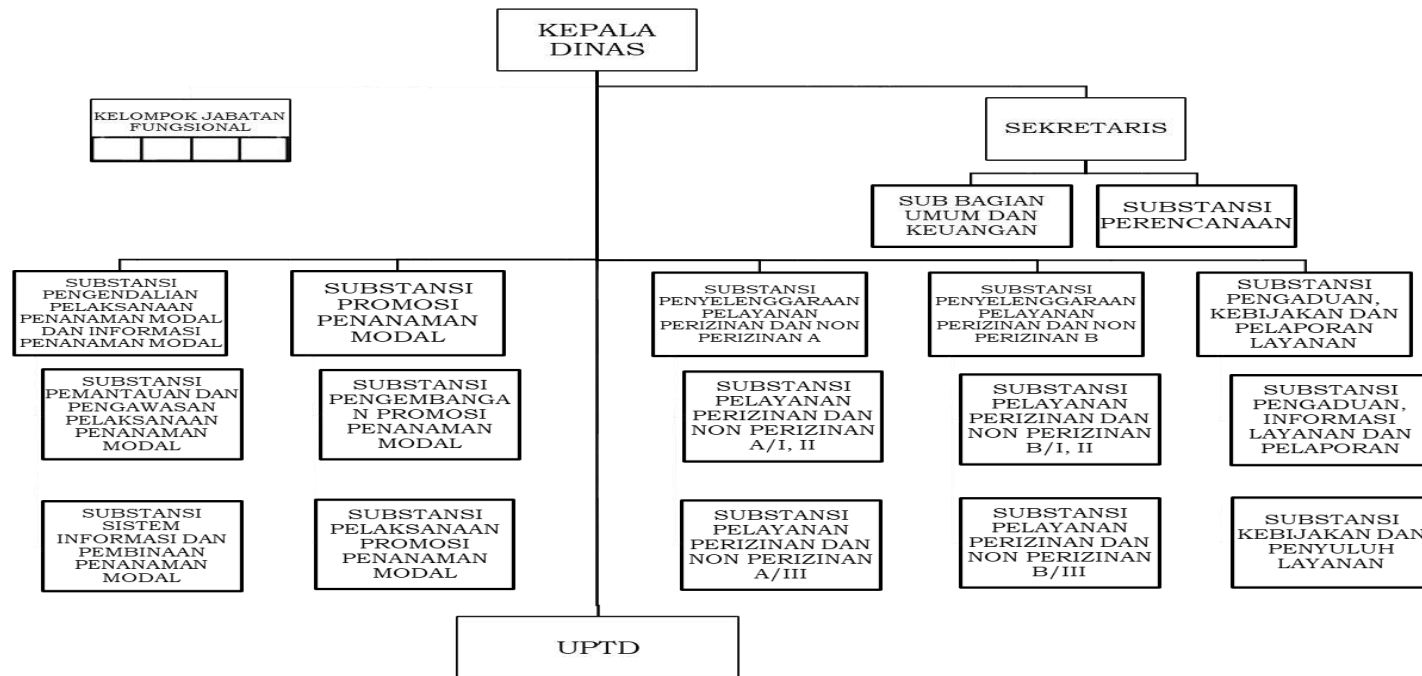 KEPALA
DINAS
KELOMPOK JABATAN
FUNGSIONAL
SEKRETARIS
SUB BAGIAN
UMUM DAN
KEUANGAN
SUBSTANSI
PERENCANAAN
SUBSTANSI
PENGENDALIAN
PELAKSANAAN
PENANAMAN MODAL
DAN INFORMASI
PENANAMAN MODAL
SUBSTANSI
PROMOSI
PENANAMAN
MODAL
SUBSTANSI
PENYELENGGARAAN
PELAYANAN
PERIZINAN DAN NON
PERIZINAN A
SUBSTANSI
PENYELENGGARAAN
PELAYANAN
PERIZINAN DAN NON
PERIZINAN B
SUBSTANSI
PENGADUAN,
KEBIJAKAN DAN
PELAPORAN
LAYANAN
SUBSTANSI
PEMANTAUAN DAN
PENGAWASAN
PELAKSANAAN
PENANAMAN
MODAL
SUBSTANSI
PENGEMBANGA
N PROMOSI
PENANAMAN
MODAL
SUBSTANSI
PELAYANAN
PERIZINAN DAN
NON PERIZINAN
A/I, II
SUBSTANSI
PELAYANAN
PERIZINAN DAN
NON PERIZINAN
B/I, II
SUBSTANSI
PENGADUAN,
INFORMASI
LAYANAN DAN
PELAPORAN
SUBSTANSI
SISTEM
INFORMASI DAN
PEMBINAAN
PENANAMAN
MODAL
SUBSTANSI
PELAKSANAAN
PROMOSI
PENANAMAN
MODAL
SUBSTANSI
PELAYANAN
PERIZINAN DAN
NON PERIZINAN
A/III
SUBSTANSI
PELAYANAN
PERIZINAN DAN
NON PERIZINAN
B/III
SUBSTANSI
KEBIJAKAN DAN
PENYULUH
LAYANAN
UPTD